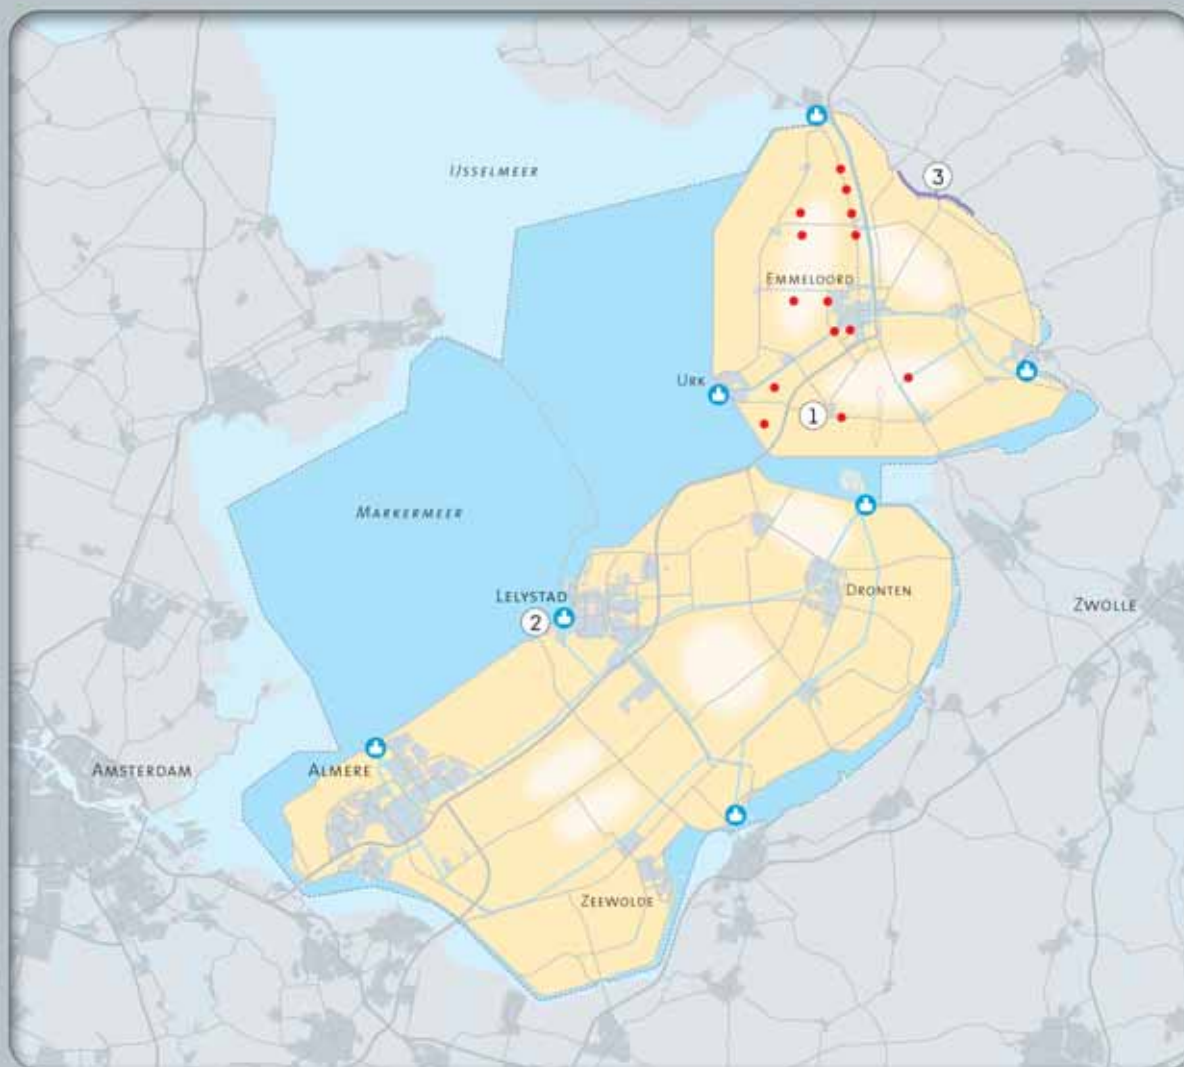 IJSSELMEER
3
EMMELOORD
URK
1
MARKERMEER
LELYSTAD
2
DRONTEN
ZWOLLE
AMSTERDAM
ALMERE
ZEEWOLDE